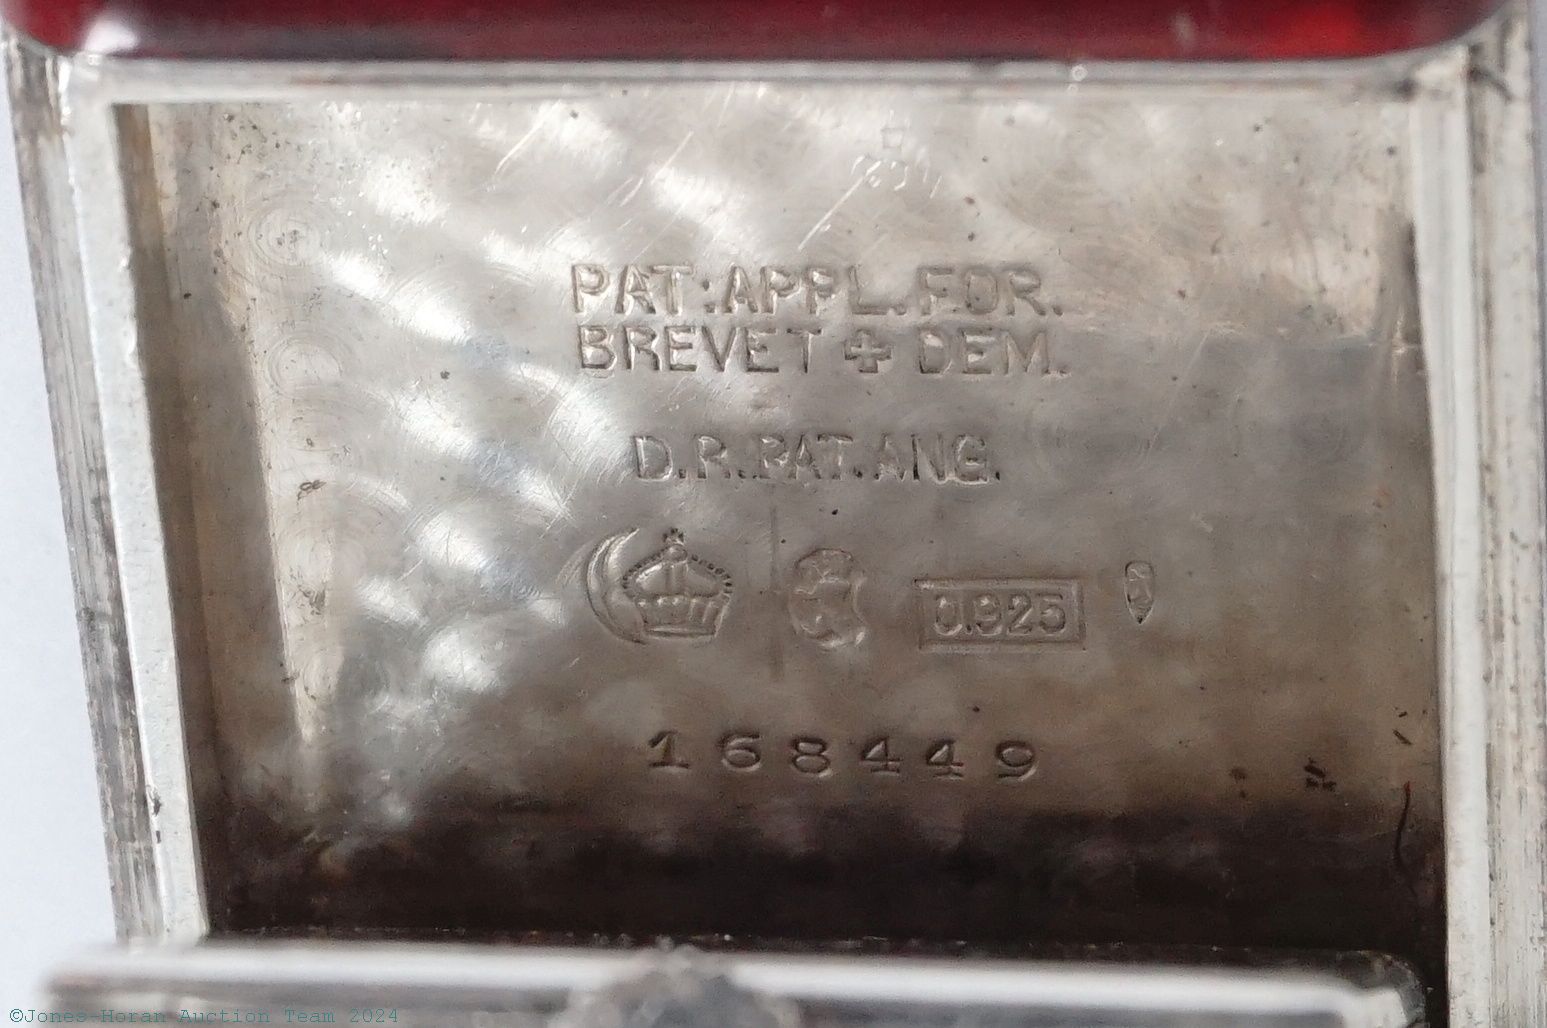 PAT:APPL.FOR.
BREVET + DEM.
D.R.PAT.ANG.
0.925
168449
©Jones-Horan Auction Team 2024